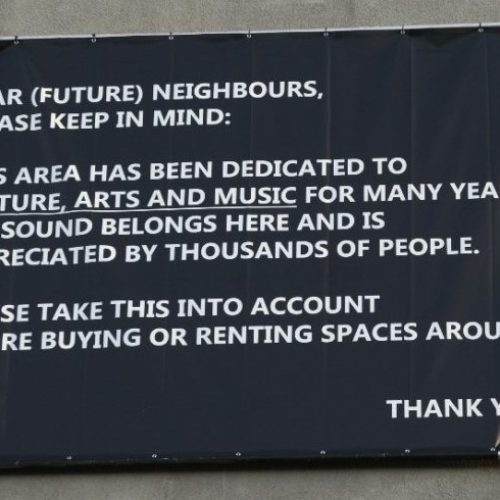 AR (FUTURE) NEIGHBOURS,
ASE KEEP IN MIND:
S AREA HAS BEEN DEDICATED TO
TURE, ARTS AND MUSIC FOR MANY YEA
SOUND BELONGS HERE AND IS
RECIATED BY THOUSANDS OF PEOPLE.
SE TAKE THIS INTO ACCOUNT
RE BUYING OR RENTING SPACES AROU
THANK Y